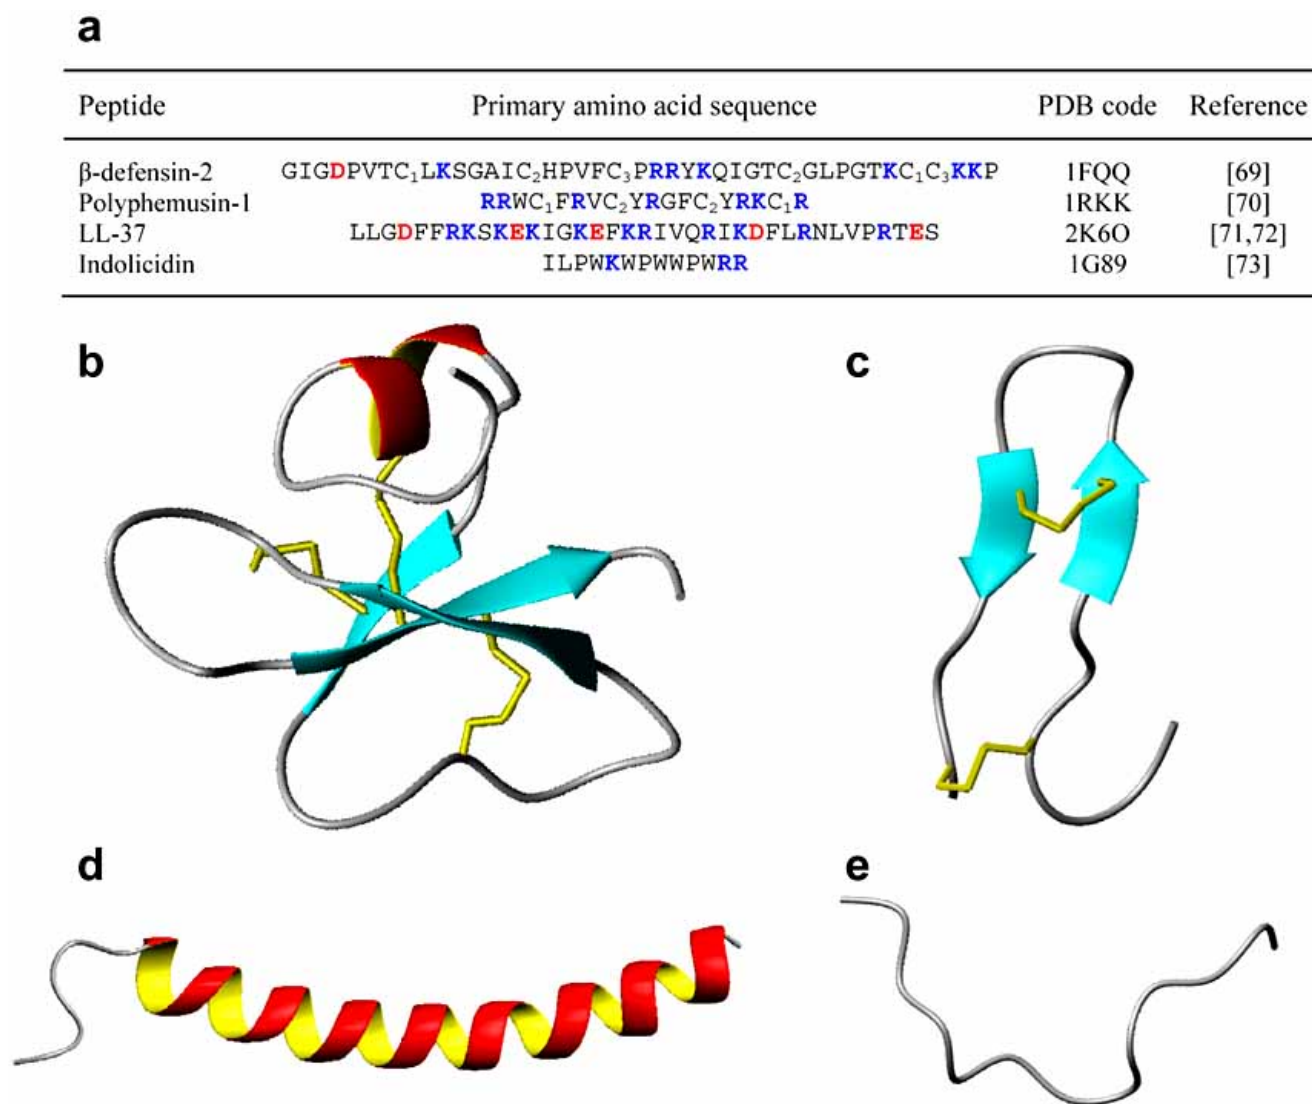 a
Peptide Primary amino acid sequence PDB code Reference
β-defensin-2 GIGDPVTC₁LKSGAIC₂HPVFC₃PRRYKQIGTC₂GLPGTKC₁C₃KKP 1FQQ [69]
Polyphemusin-1 RRWC₁FRVC₂YRGFC₂YRKC₁R 1RKK [70]
LL-37 LLGDFFRKSKEKIGKEFKRIVQRIKDFLRNLVPRTES 2K6O [71,72]
Indolicidin ILPWKWPWWPWRR 1G89 [73]
b c
d e